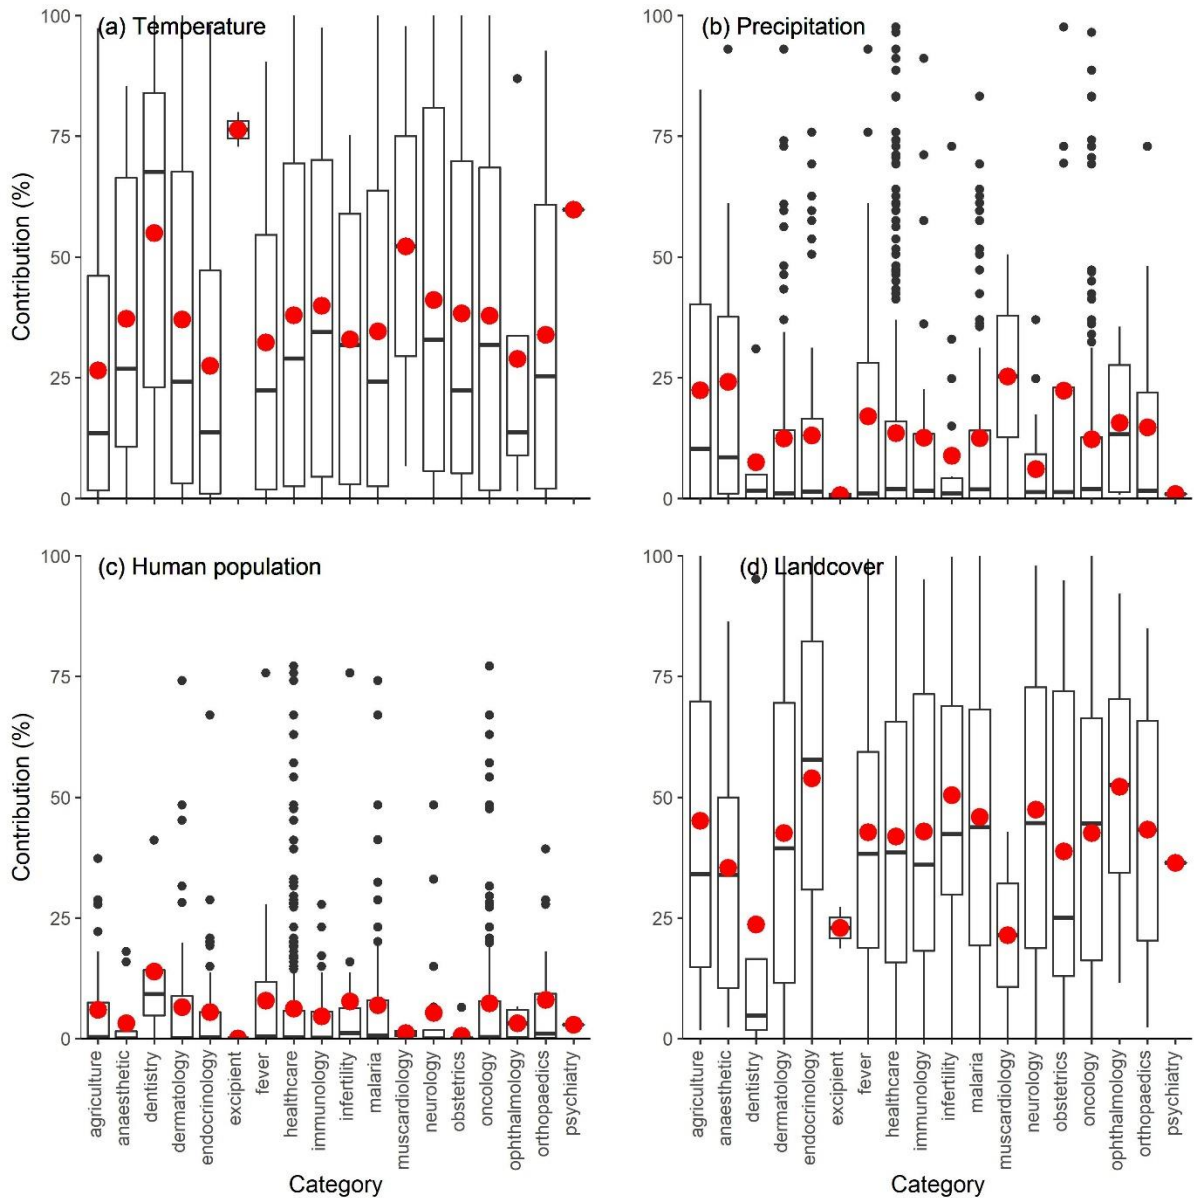 (a) Temperature
Contribution (%)
100
75
50
25
0
(b) Precipitation
100
75
50
25
0
(c) Human population
Contribution (%)
100
75
50
25
0
agriculture
anaesthetic
dentistry
dermatology
endocrinology
excipient
fever
healthcare
immunology
infertility
malaria
muscardiology
neurology
obstetrics
oncology
ophthalmology
orthopaedics
psychiatry
Category
(d) Landcover
100
75
50
25
0
agriculture
anaesthetic
dentistry
dermatology
endocrinology
excipient
fever
healthcare
immunology
infertility
malaria
muscardiology
neurology
obstetrics
oncology
ophthalmology
orthopaedics
psychiatry
Category